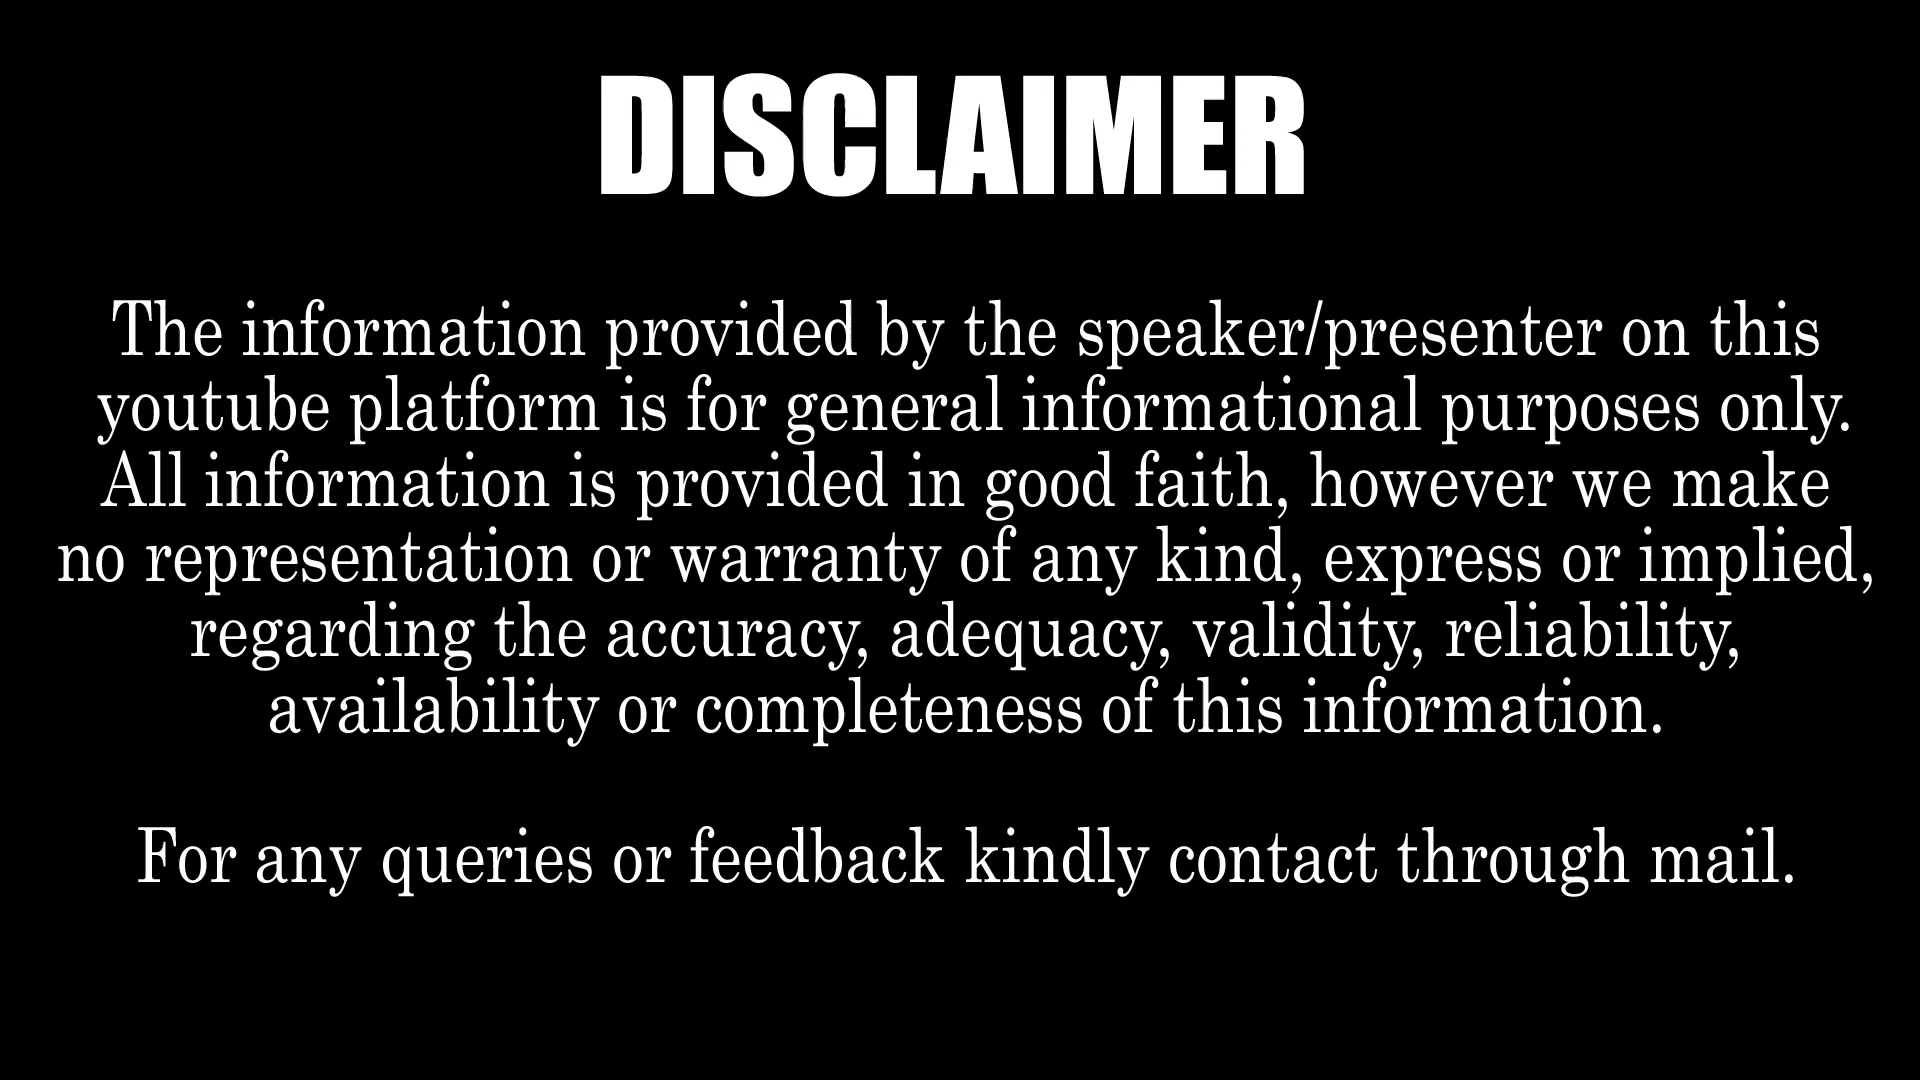 DISCLAIMER
The information provided by the speaker/presenter on this
youtube platform is for general informational purposes only.
All information is provided in good faith, however we make
no representation or warranty of any kind, express or implied,
regarding the accuracy, adequacy, validity, reliability,
availability or completeness of this information.
For any queries or feedback kindly contact through mail.